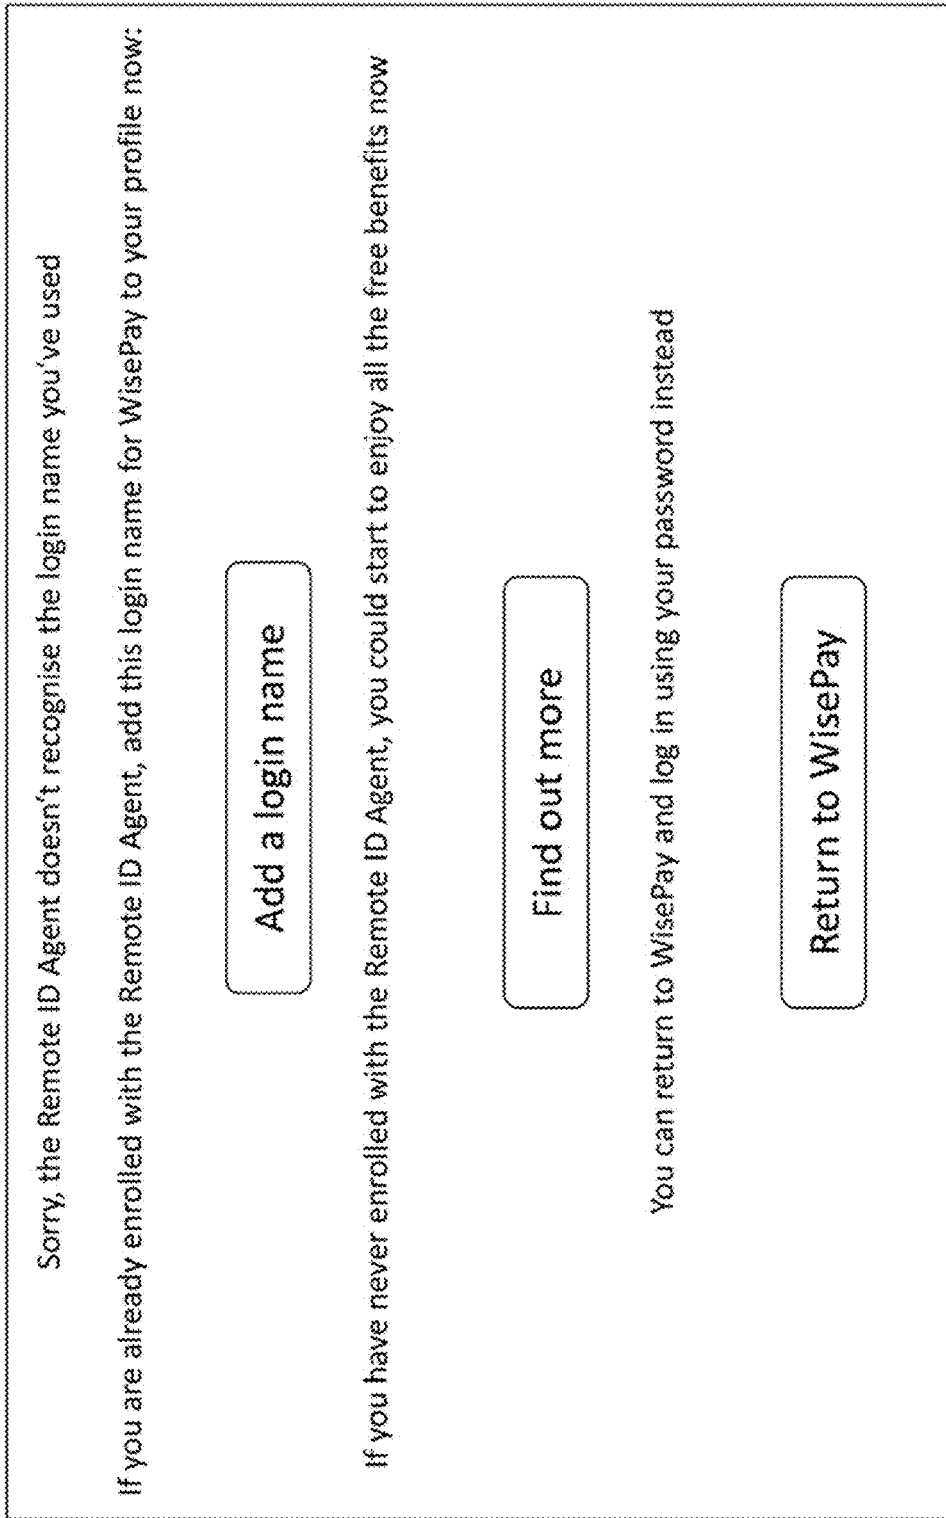 Sorry, the Remote ID Agent doesn't recognise the login name you've used
If you are already enrolled with the Remote ID Agent, add this login name for WisePay to your profile now:
Add a login name
If you have never enrolled with the Remote ID Agent, you could start to enjoy all the free benefits now
Find out more
You can return to WisePay and log in using your password instead
Return to WisePay